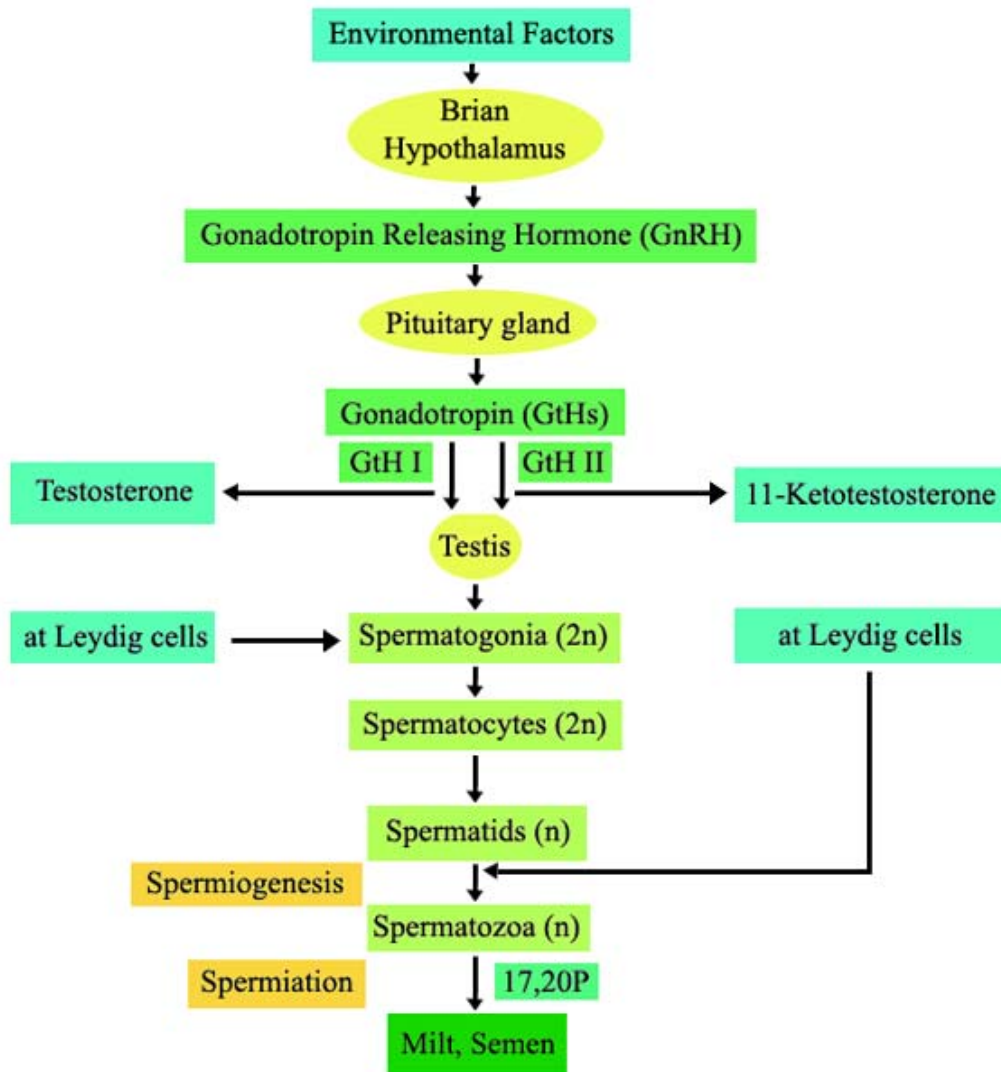 Environmental Factors
Brian
Hypothalamus
Gonadotropin Releasing Hormone (GnRH)
Pituitary gland
Gonadotropin (GtHs)
GtH I
GtH II
Testosterone
11-Ketotestosterone
Testis
at Leydig cells
Spermatogonia (2n)
at Leydig cells
Spermatocytes (2n)
Spermatids (n)
Spermiogenesis
Spermatozoa (n)
Spermiation
17,20P
Milt, Semen